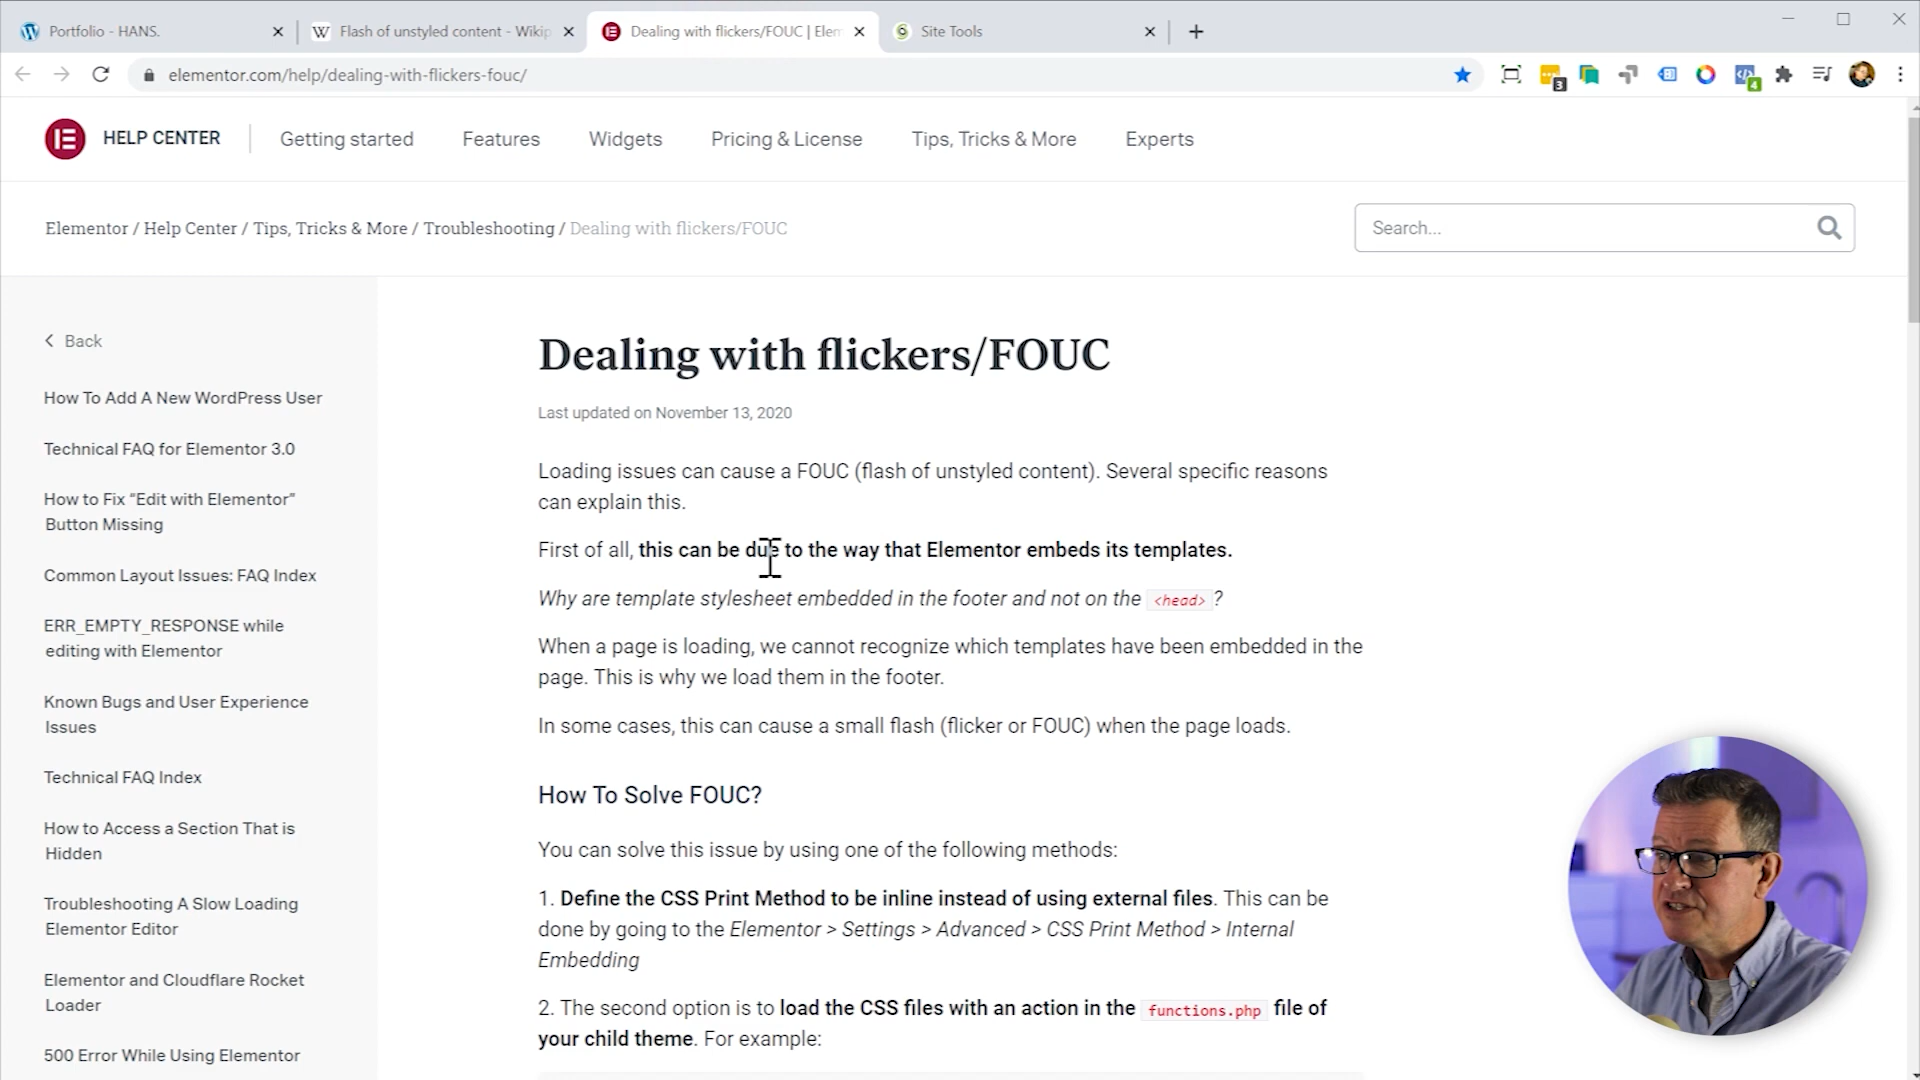 Portfolio - HANS.
Flash of unstyled content - Wikip
Dealing with flickers/FOUC | Elem
Site Tools
elementor.com/help/dealing-with-flickers-fouc/
3
4
HELP CENTER
Getting started
Features
Widgets
Pricing & License
Tips, Tricks & More
Experts
Elementor / Help Center / Tips, Tricks & More / Troubleshooting / Dealing with flickers/FOUC
Search...
Back
How To Add A New WordPress User
Technical FAQ for Elementor 3.0
How to Fix “Edit with Elementor”
Button Missing
Common Layout Issues: FAQ Index
ERR_EMPTY_RESPONSE while
editing with Elementor
Known Bugs and User Experience
Issues
Technical FAQ Index
How to Access a Section That is
Hidden
Troubleshooting A Slow Loading
Elementor Editor
Elementor and Cloudflare Rocket
Loader
500 Error While Using Elementor
Dealing with flickers/FOUC
Last updated on November 13, 2020
Loading issues can cause a FOUC (flash of unstyled content). Several specific reasons
can explain this.
First of all, this can be due to the way that Elementor embeds its templates.
Why are template stylesheet embedded in the footer and not on the <head> ?
When a page is loading, we cannot recognize which templates have been embedded in the
page. This is why we load them in the footer.
In some cases, this can cause a small flash (flicker or FOUC) when the page loads.
How To Solve FOUC?
You can solve this issue by using one of the following methods:
1. Define the CSS Print Method to be inline instead of using external files. This can be
done by going to the Elementor > Settings > Advanced > CSS Print Method > Internal
Embedding
2. The second option is to load the CSS files with an action in the functions.php file of
your child theme. For example: